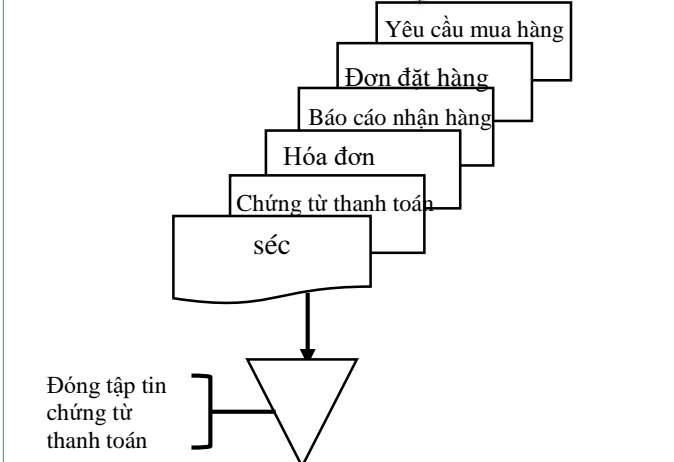 Yêu cầu mua hàng
Đơn đặt hàng
Báo cáo nhận hàng
Hóa đơn
Chứng từ thanh toán
séc
Đóng tập tin
chứng từ
thanh toán